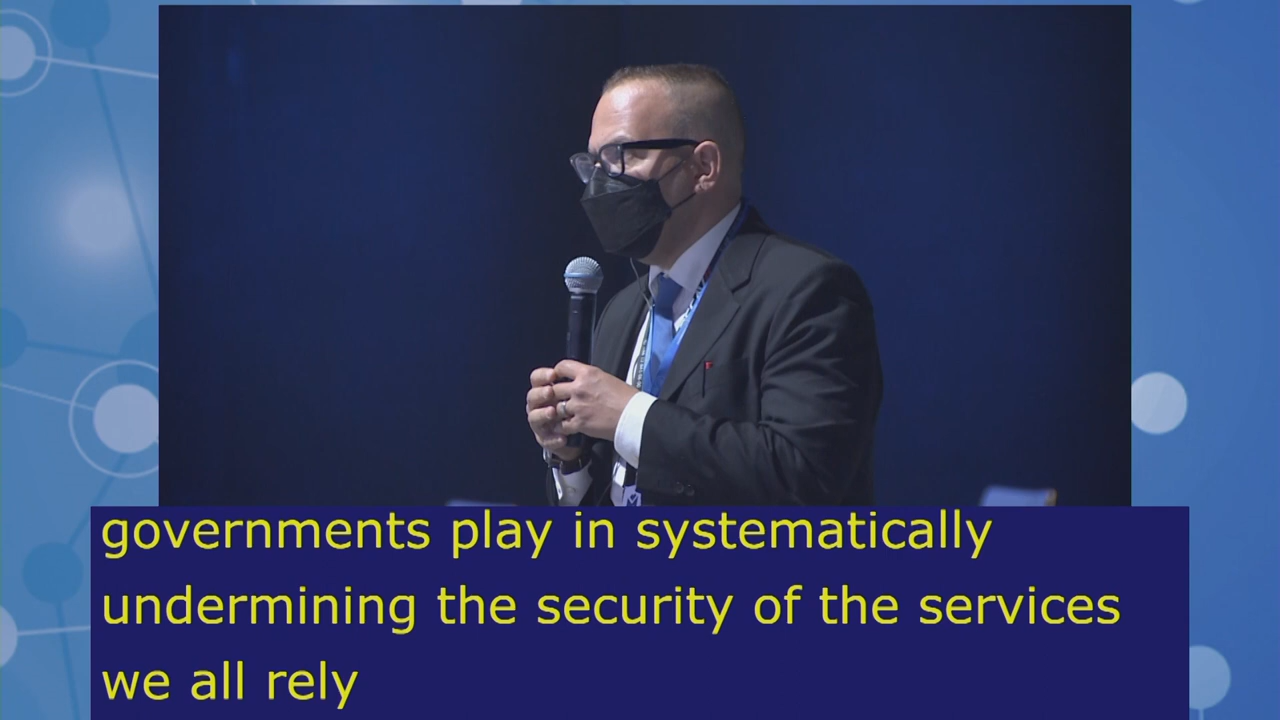 governments play in systematically
undermining the security of the services
we all rely